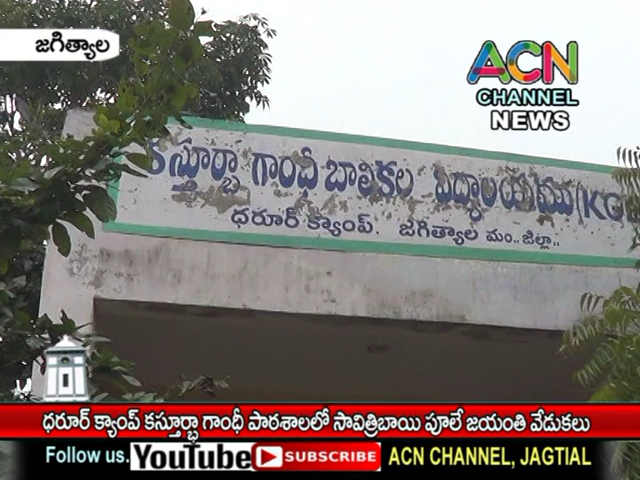 జగిత్యాల
ACN
CHANNEL
NEWS
కస్తూర్బా గాంధీ బాలికల విద్యాలయము(KG
ధరూర్ క్యాంప్. జగిత్యాల మం.. జిల్లా..
ధరూర్ క్యాంప్ కస్తూర్బా గాంధీ పాఠశాలలో సావిత్రిబాయి పూలే జయంతి వేడుకలు
Follow us. YouTube SUBSCRIBE ACN CHANNEL, JAGTIAL